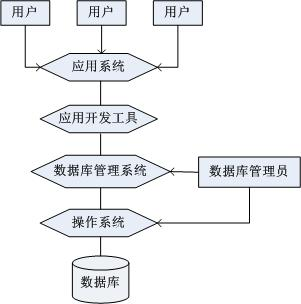 用户 用户 用户
应用系统
应用开发工具
数据库管理系统 数据库管理员
操作系统
数据库